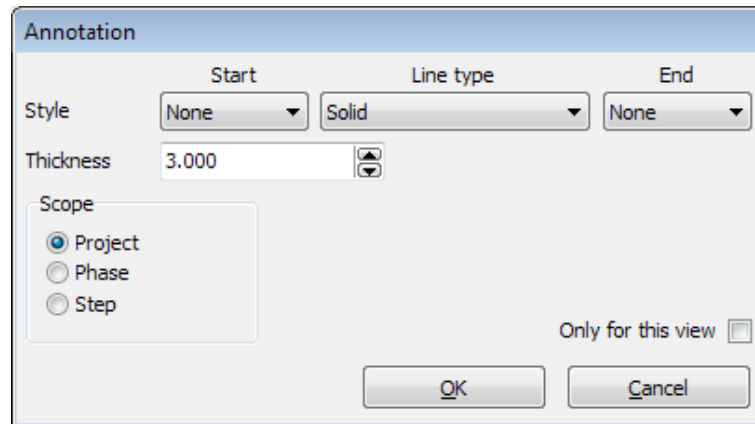 Annotation
Start Line type End
Style None Solid None
Thickness 3.000
Scope
Project
Phase
Step
Only for this view
OK Cancel